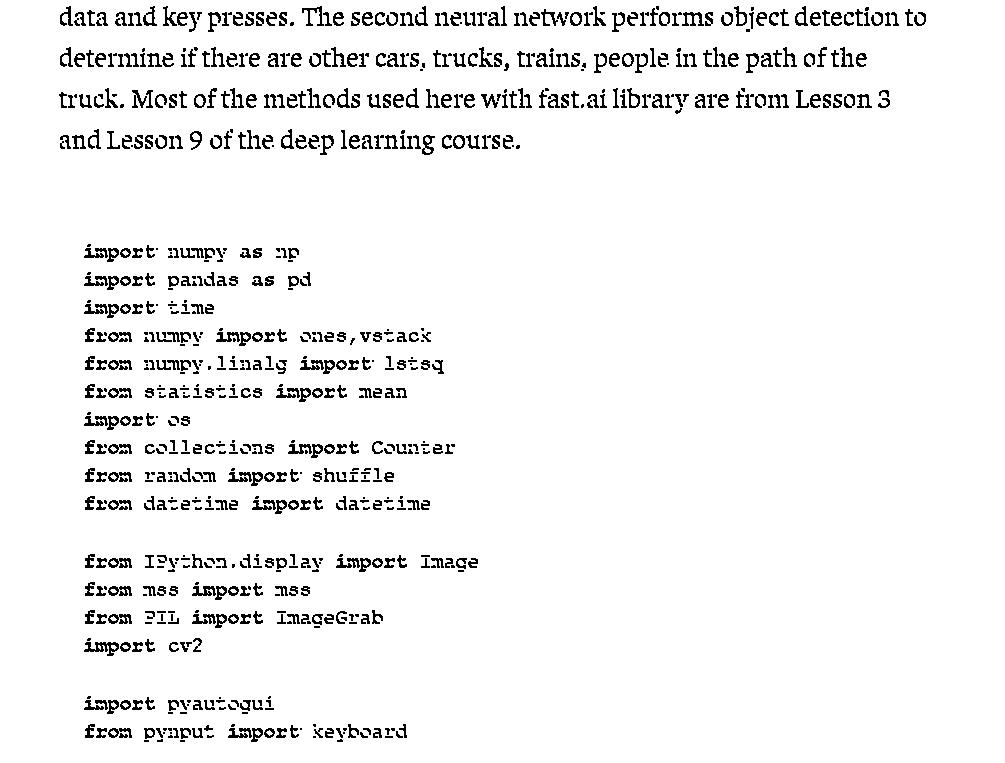 data and key presses. The second neural network performs object detection to
determine if there are other cars, trucks, trains, people in the path of the
truck. Most of the methods used here with fast.ai library are from Lesson 3
and Lesson 9 of the deep learning course.
import numpy as np
import pandas as pd
import time
from numpy import ones,vstack
from numpy.linalg import lstsq
from statistics import mean
import os
from collections import Counter
from random import shuffle
from datetime import datetime
from IPython.display import Image
from mss import mss
from PIL import ImageGrab
import cv2
import pyautogui
from pynput import keyboard